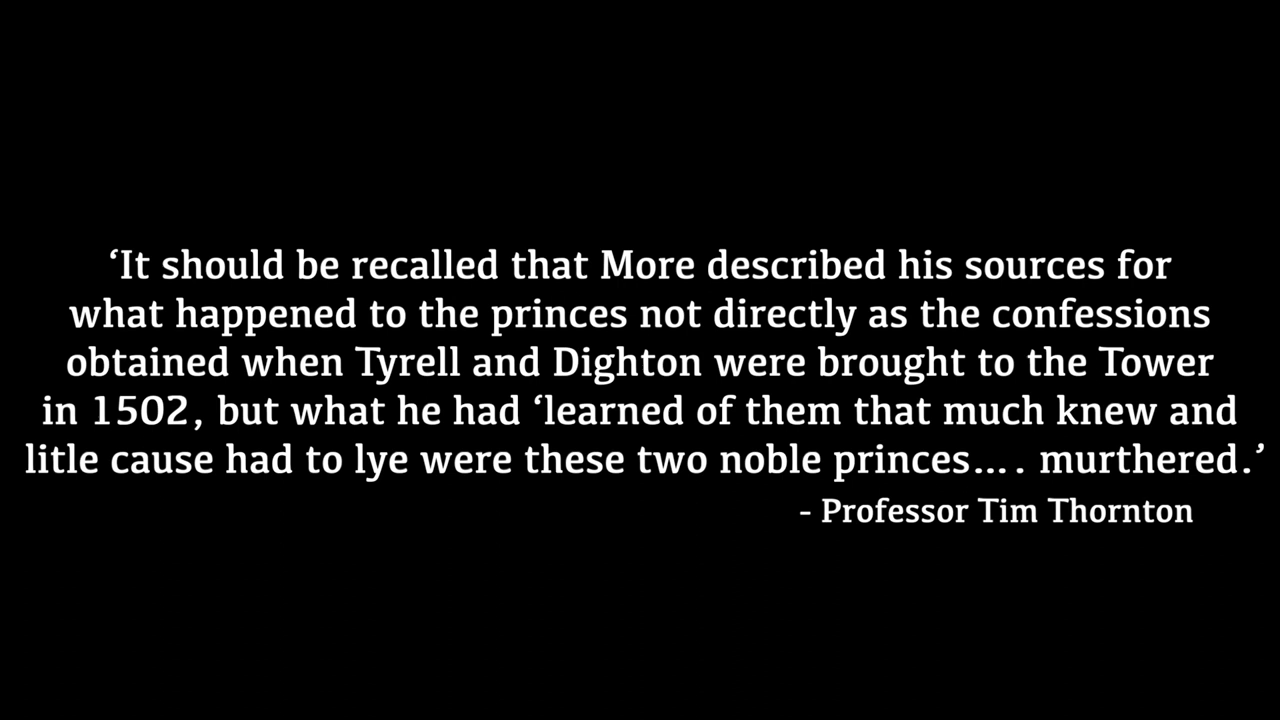 ‘It should be recalled that More described his sources for
what happened to the princes not directly as the confessions
obtained when Tyrell and Dighton were brought to the Tower
in 1502, but what he had ‘learned of them that much knew and
litle cause had to lye were these two noble princes.... murthered.’
- Professor Tim Thornton